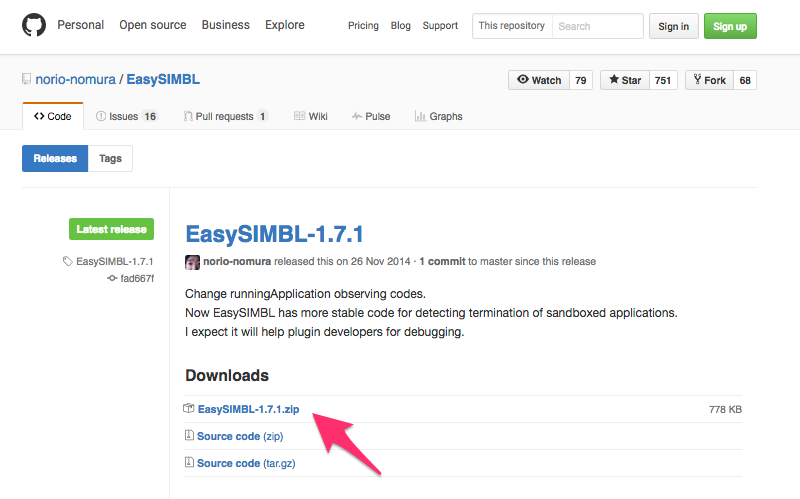 Personal Open source Business Explore Pricing Blog Support This repository Search Sign in Sign up
norio-nomura / EasySIMBL Watch 79 Star 751 Fork 68
Code Issues 16 Pull requests 1 Wiki Pulse Graphs
Releases Tags
Latest release
EasySIMBL-1.7.1
fad667f
EasySIMBL-1.7.1
norio-nomura released this on 26 Nov 2014 · 1 commit to master since this release
Change runningApplication observing codes.
Now EasySIMBL has more stable code for detecting termination of sandboxed applications.
I expect it will help plugin developers for debugging.
Downloads
EasySIMBL-1.7.1.zip 778 KB
Source code (zip)
Source code (tar.gz)